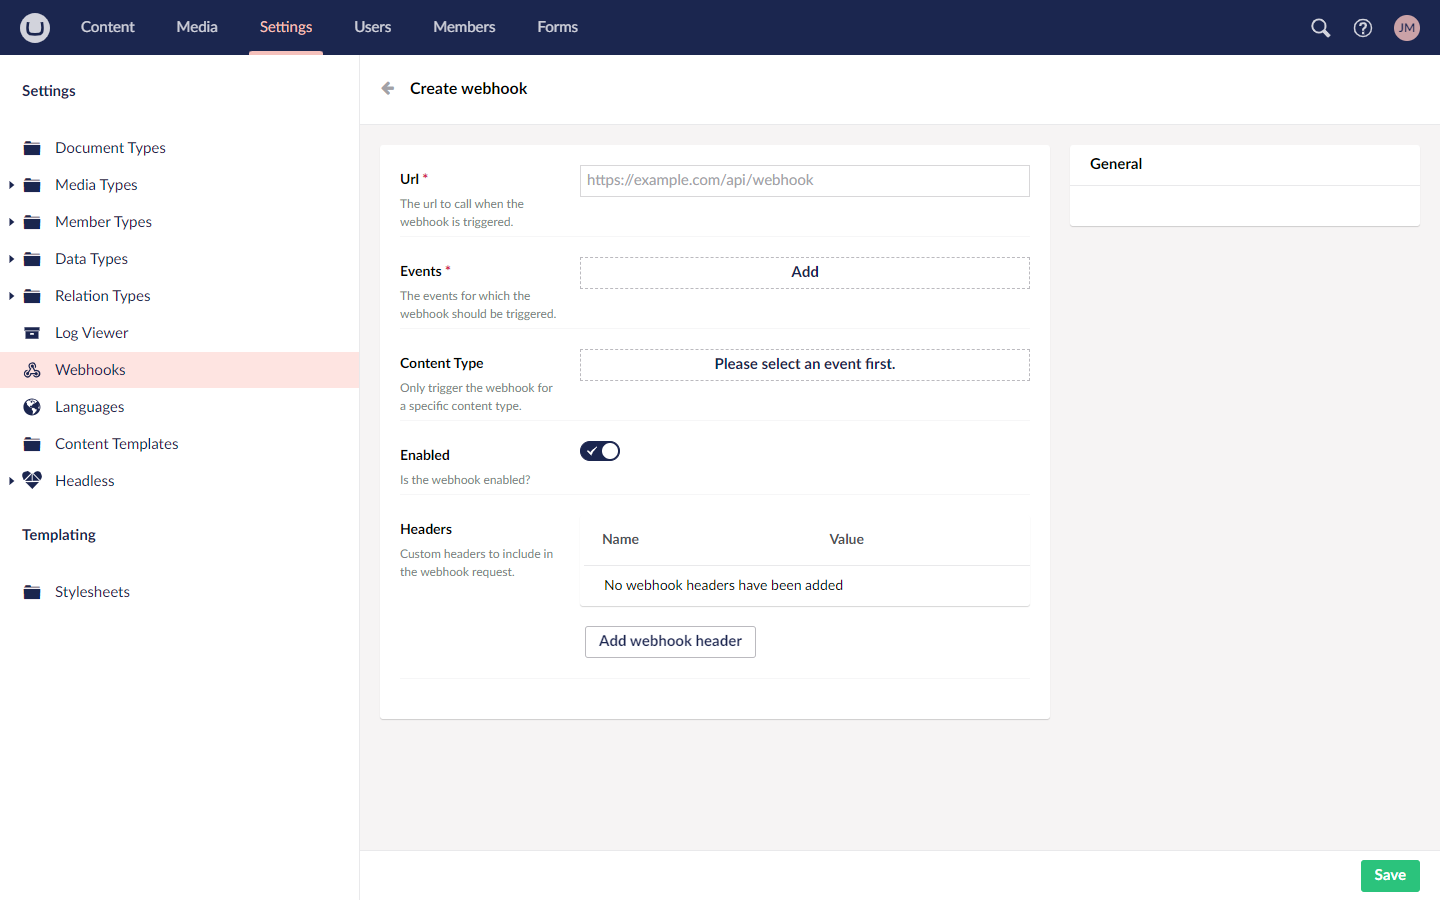 Content
Media
Settings
Users
Members
Forms
JM
Settings
Document Types
Media Types
Member Types
Data Types
Relation Types
Log Viewer
Webhooks
Languages
Content Templates
Headless
Templating
Stylesheets
Create webhook
Url *
https://example.com/api/webhook
The url to call when the
webhook is triggered.
Events *
Add
The events for which the
webhook should be triggered.
Content Type
Please select an event first.
Only trigger the webhook for
a specific content type.
Enabled
Is the webhook enabled?
Headers
Custom headers to include in
the webhook request.
Name Value
No webhook headers have been added
Add webhook header
General
Save